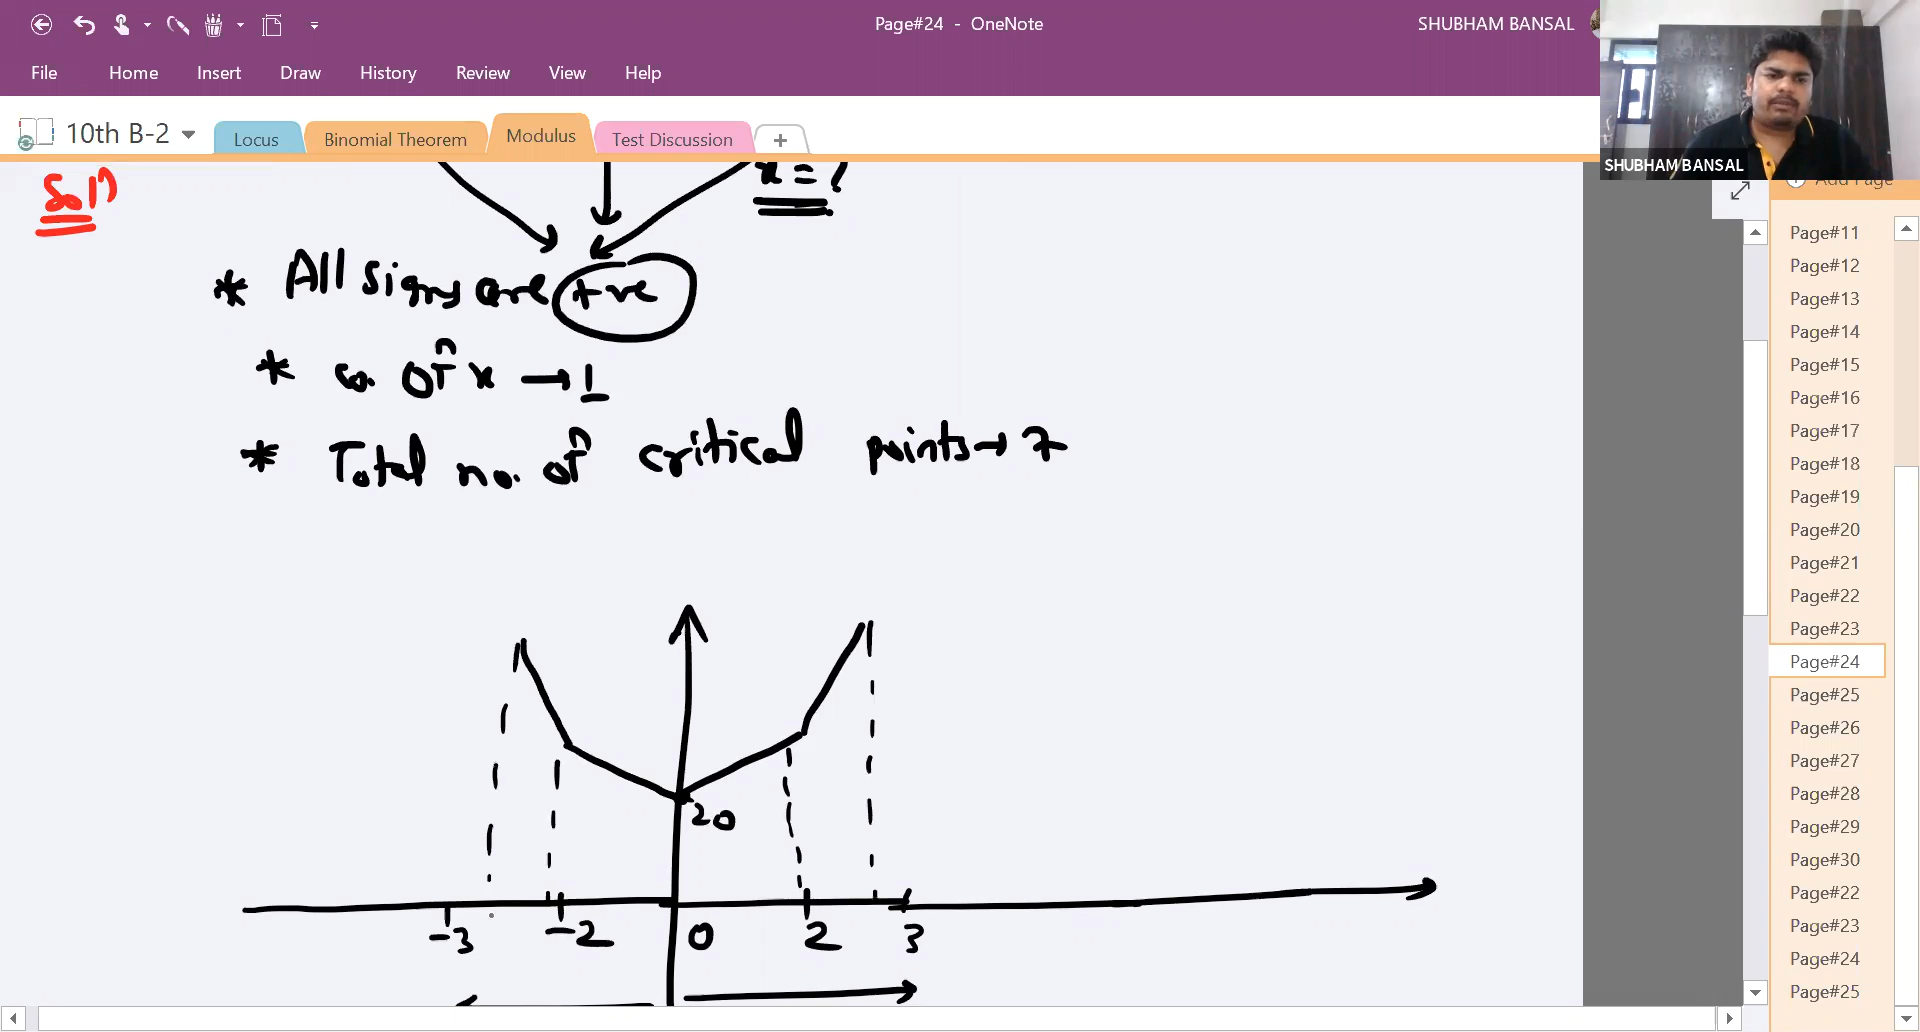 Page#24 - OneNote
SHUBHAM BANSAL
File Home Insert Draw History Review View Help
10th B-2
Locus
Binomial Theorem
Modulus
Test Discussion
+
SHUBHAM BANSAL
Add Page
Soln
x = ?
* All signs are +ve
* co. off x → 1
* Total no. of critical points → 7
20
-3 -2 0 2 3
Page#11
Page#12
Page#13
Page#14
Page#15
Page#16
Page#17
Page#18
Page#19
Page#20
Page#21
Page#22
Page#23
Page#24
Page#25
Page#26
Page#27
Page#28
Page#29
Page#30
Page#22
Page#23
Page#24
Page#25